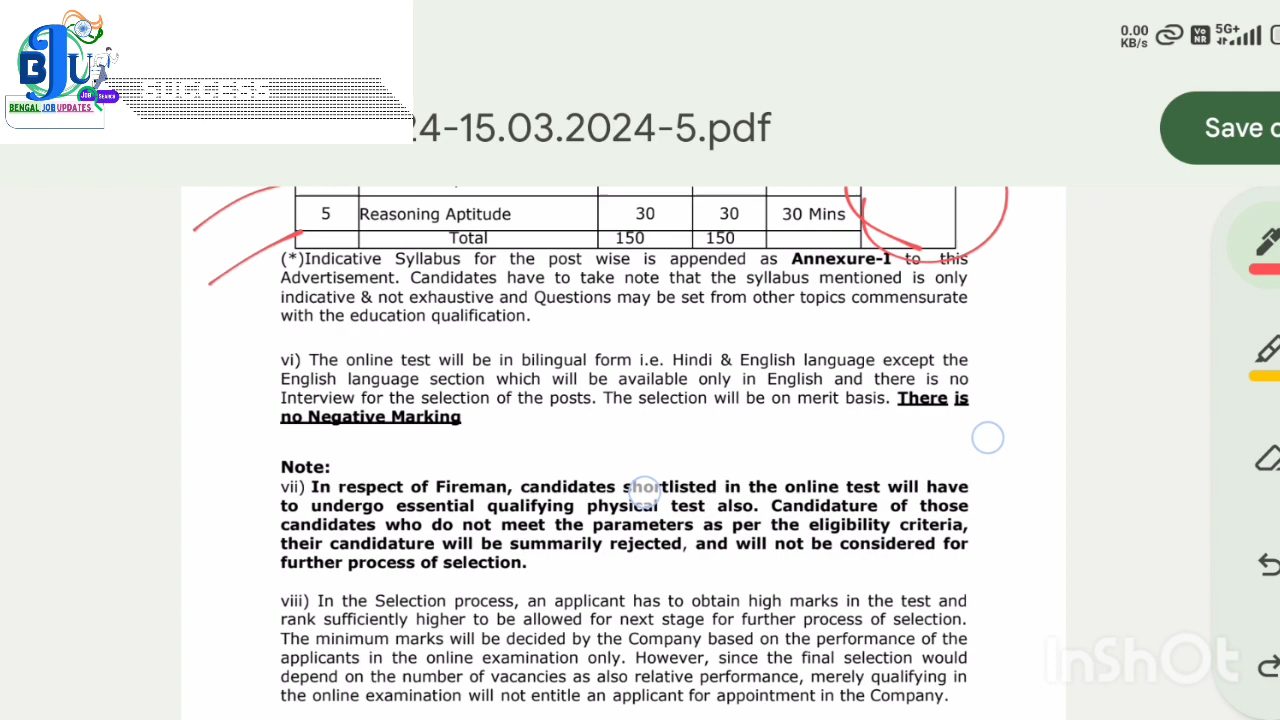 0.00
KB/s
Vo
NR
5G+
BJU
BENGAL JOB UPDATES
JOB SEARCH
24-15.03.2024-5.pdf
Save
5 Reasoning Aptitude 30 30 30 Mins
Total 150 150
(*)Indicative Syllabus for the post wise is appended as Annexure-I to this
Advertisement. Candidates have to take note that the syllabus mentioned is only
indicative & not exhaustive and Questions may be set from other topics commensurate
with the education qualification.
vi) The online test will be in bilingual form i.e. Hindi & English language except the
English language section which will be available only in English and there is no
Interview for the selection of the posts. The selection will be on merit basis. There is
no Negative Marking
Note:
vii) In respect of Fireman, candidates shortlisted in the online test will have
to undergo essential qualifying physical test also. Candidature of those
candidates who do not meet the parameters as per the eligibility criteria,
their candidature will be summarily rejected, and will not be considered for
further process of selection.
viii) In the Selection process, an applicant has to obtain high marks in the test and
rank sufficiently higher to be allowed for next stage for further process of selection.
The minimum marks will be decided by the Company based on the performance of the
applicants in the online examination only. However, since the final selection would
depend on the number of vacancies as also relative performance, merely qualifying in
the online examination will not entitle an applicant for appointment in the Company.
InShOt